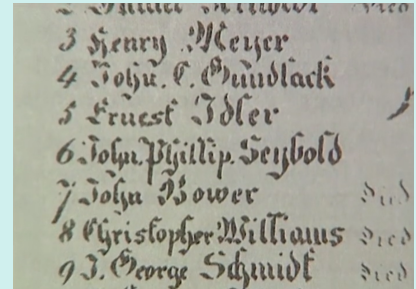 3 Henry Meyer
4 John. C. Gundlack
5 Ernest Idler
6 John. Phillip. Seybold
7 John Bower Died
8 Christopher Williams Died
9 J. George Schmidt Died